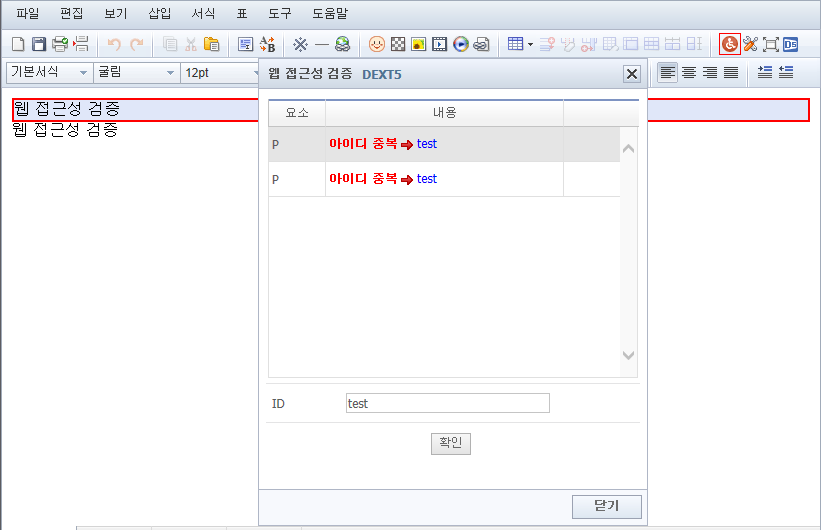 파일 편집 보기 삽입 서식 표 도구 도움말
기본서식 굴림 12pt
웹 접근성 검증
웹 접근성 검증
웹 접근성 검증 DEXT5
요소 내용
P 아이디 중복 test
P 아이디 중복 test
ID test
확인
닫기